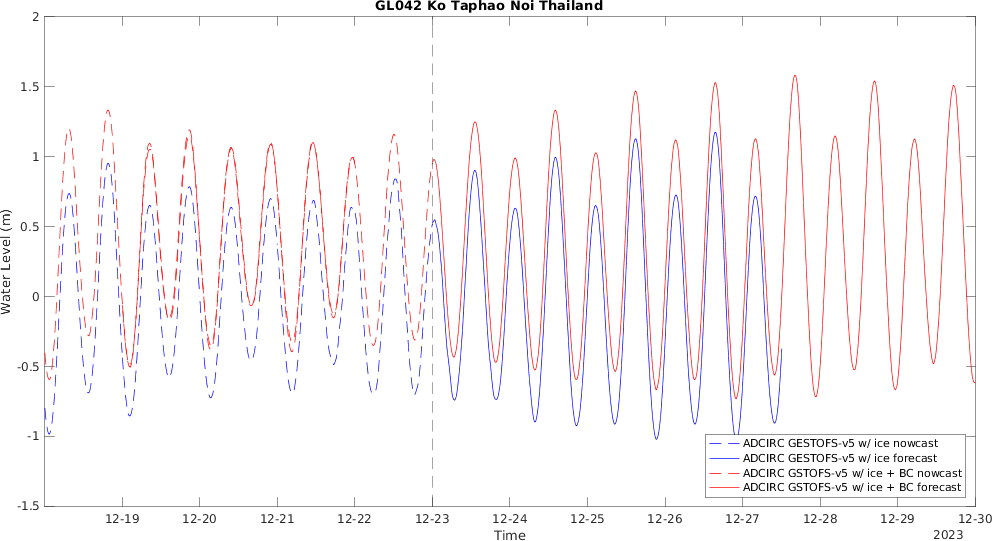 GL042 Ko Taphao Noi Thailand
2
1.5
1
0.5
0
-0.5
-1
-1.5
Water Level (m)
ADCIRC GESTOFS-v5 w/ ice nowcast
ADCIRC GESTOFS-v5 w/ ice forecast
ADCIRC GSTOFS-v5 w/ ice + BC nowcast
ADCIRC GSTOFS-v5 w/ ice + BC forecast
12-19 12-20 12-21 12-22 12-23 12-24 12-25 12-26 12-27 12-28 12-29 12-30
Time
2023